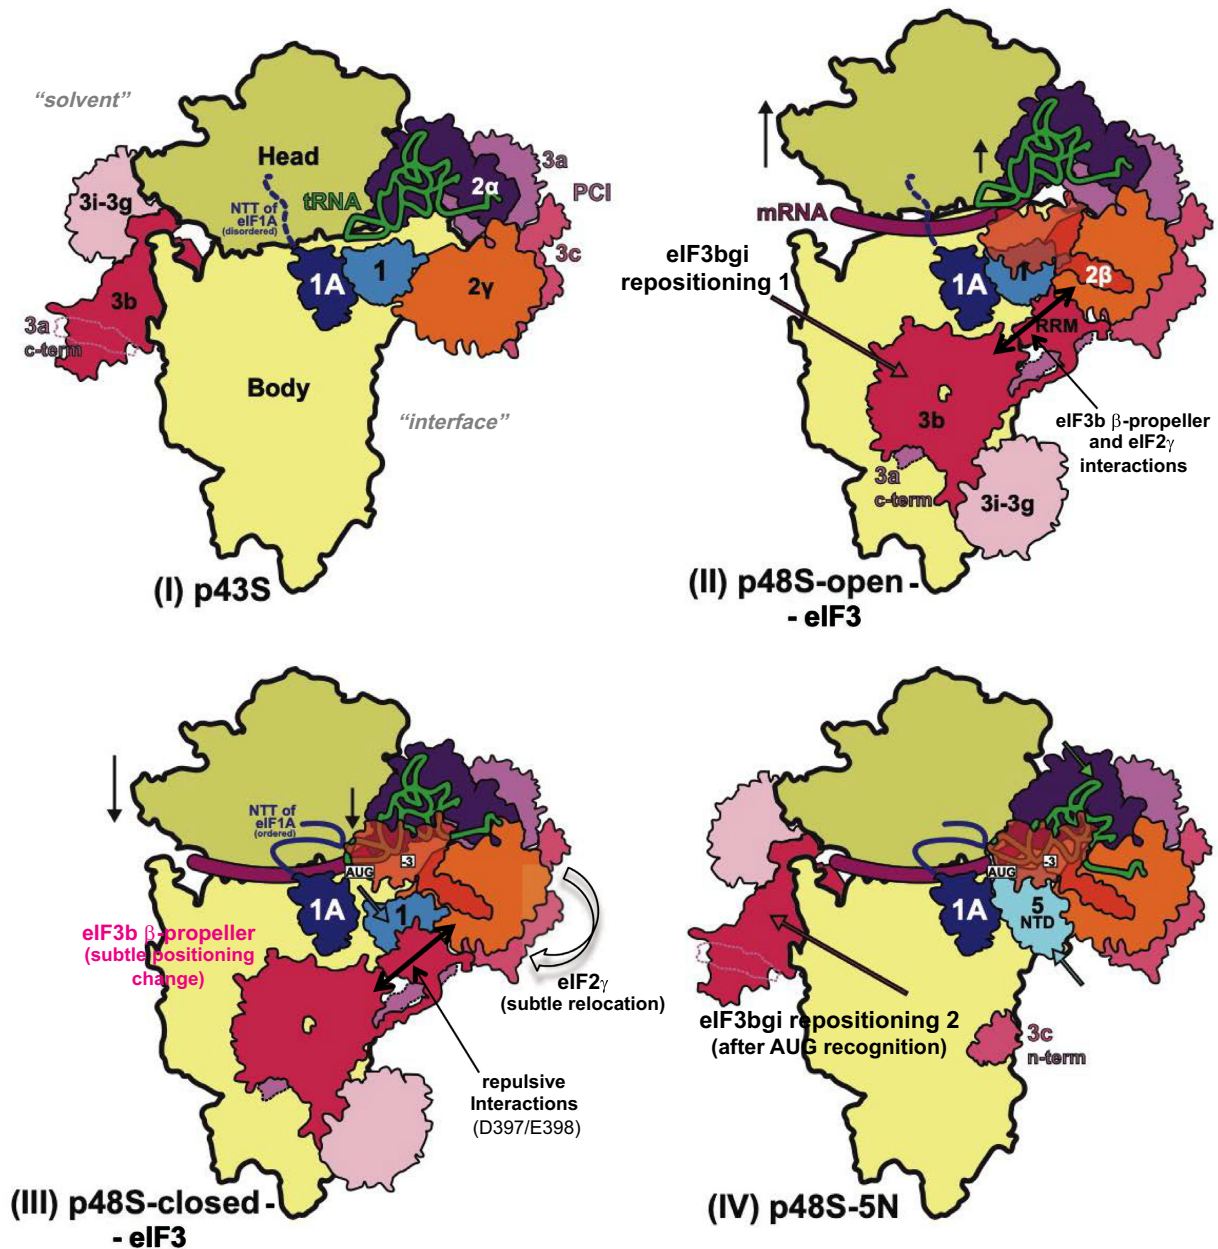 “solvent”
Head
3i-3g
NTT of
eIF1A
(disordered)
tRNA
2α
3a
PCI
3c
1A
1
2γ
3b
3a
c-term
Body
“interface”
(I) p43S
mRNA
eIF3bgi
repositioning 1
1A
1
2β
RRM
3b
eIF3b β-propeller
and eIF2γ
interactions
3a
c-term
3i-3g
(II) p48S-open -
- eIF3
NTT of
eIF1A
(ordered)
AUG
-3
1A
1
eIF3b β-propeller
(subtle positioning
change)
eIF2γ
(subtle relocation)
repulsive
Interactions
(D397/E398)
(III) p48S-closed -
- eIF3
AUG
-3
1A
5
NTD
eIF3bgi repositioning 2
(after AUG recognition)
3c
n-term
(IV) p48S-5N